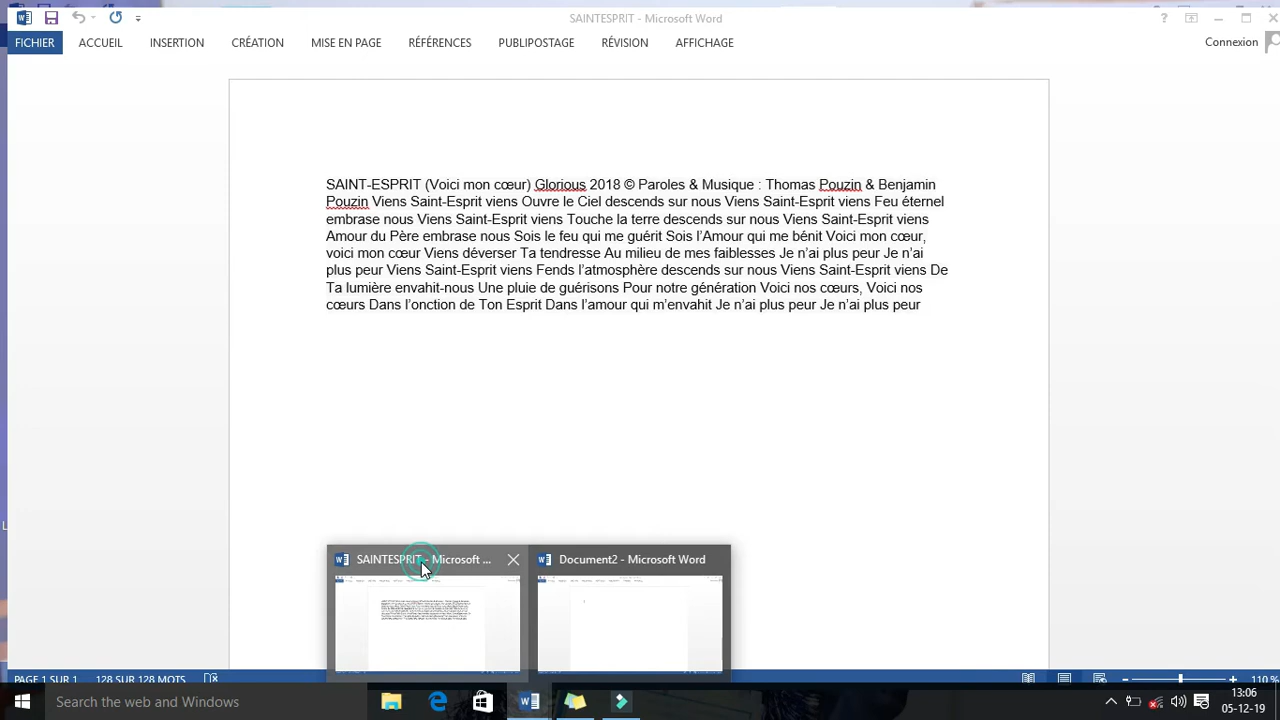 SAINTESPRIT - Microsoft Word
FICHIER ACCUEIL INSERTION CRÉATION MISE EN PAGE RÉFÉRENCES PUBLIPOSTAGE RÉVISION AFFICHAGE Connexion
SAINT-ESPRIT (Voici mon cœur) Glorious 2018 © Paroles & Musique : Thomas Pouzin & Benjamin
Pouzin Viens Saint-Esprit viens Ouvre le Ciel descends sur nous Viens Saint-Esprit viens Feu éternel
embrase nous Viens Saint-Esprit viens Touche la terre descends sur nous Viens Saint-Esprit viens
Amour du Père embrase nous Sois le feu qui me guérit Sois l’Amour qui me bénit Voici mon cœur,
voici mon cœur Viens déverser Ta tendresse Au milieu de mes faiblesses Je n’ai plus peur Je n’ai
plus peur Viens Saint-Esprit viens Fends l’atmosphère descends sur nous Viens Saint-Esprit viens De
Ta lumière envahit-nous Une pluie de guérisons Pour notre génération Voici nos cœurs, Voici nos
cœurs Dans l’onction de Ton Esprit Dans l’amour qui m’envahit Je n’ai plus peur Je n’ai plus peur
SAINTESPRIT - Microsoft ... Document2 - Microsoft Word
PAGE 1 SUR 1 128 SUR 128 MOTS 110 %
Search the web and Windows
13:06
05-12-19